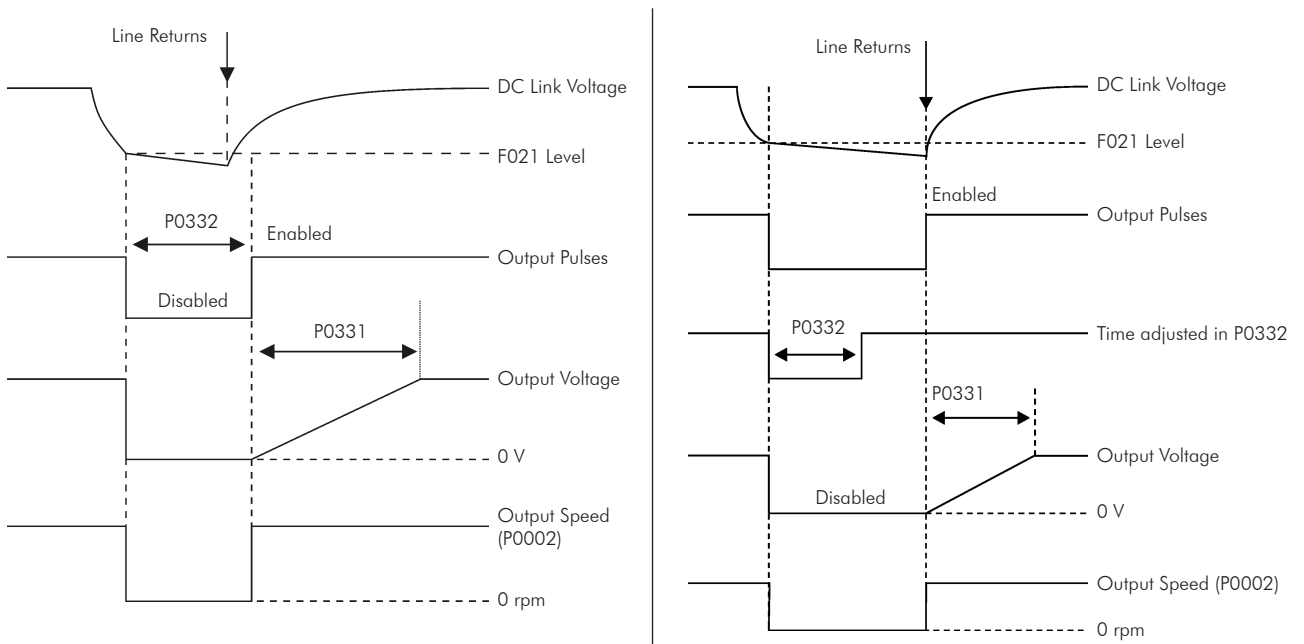 Line Returns
DC Link Voltage
F021 Level
P0332
Enabled
Output Pulses
Disabled
P0331
Output Voltage
0 V
Output Speed
(P0002)
0 rpm
Line Returns
DC Link Voltage
F021 Level
Enabled
Output Pulses
P0332
Time adjusted in P0332
P0331
Output Voltage
Disabled
0 V
Output Speed (P0002)
0 rpm